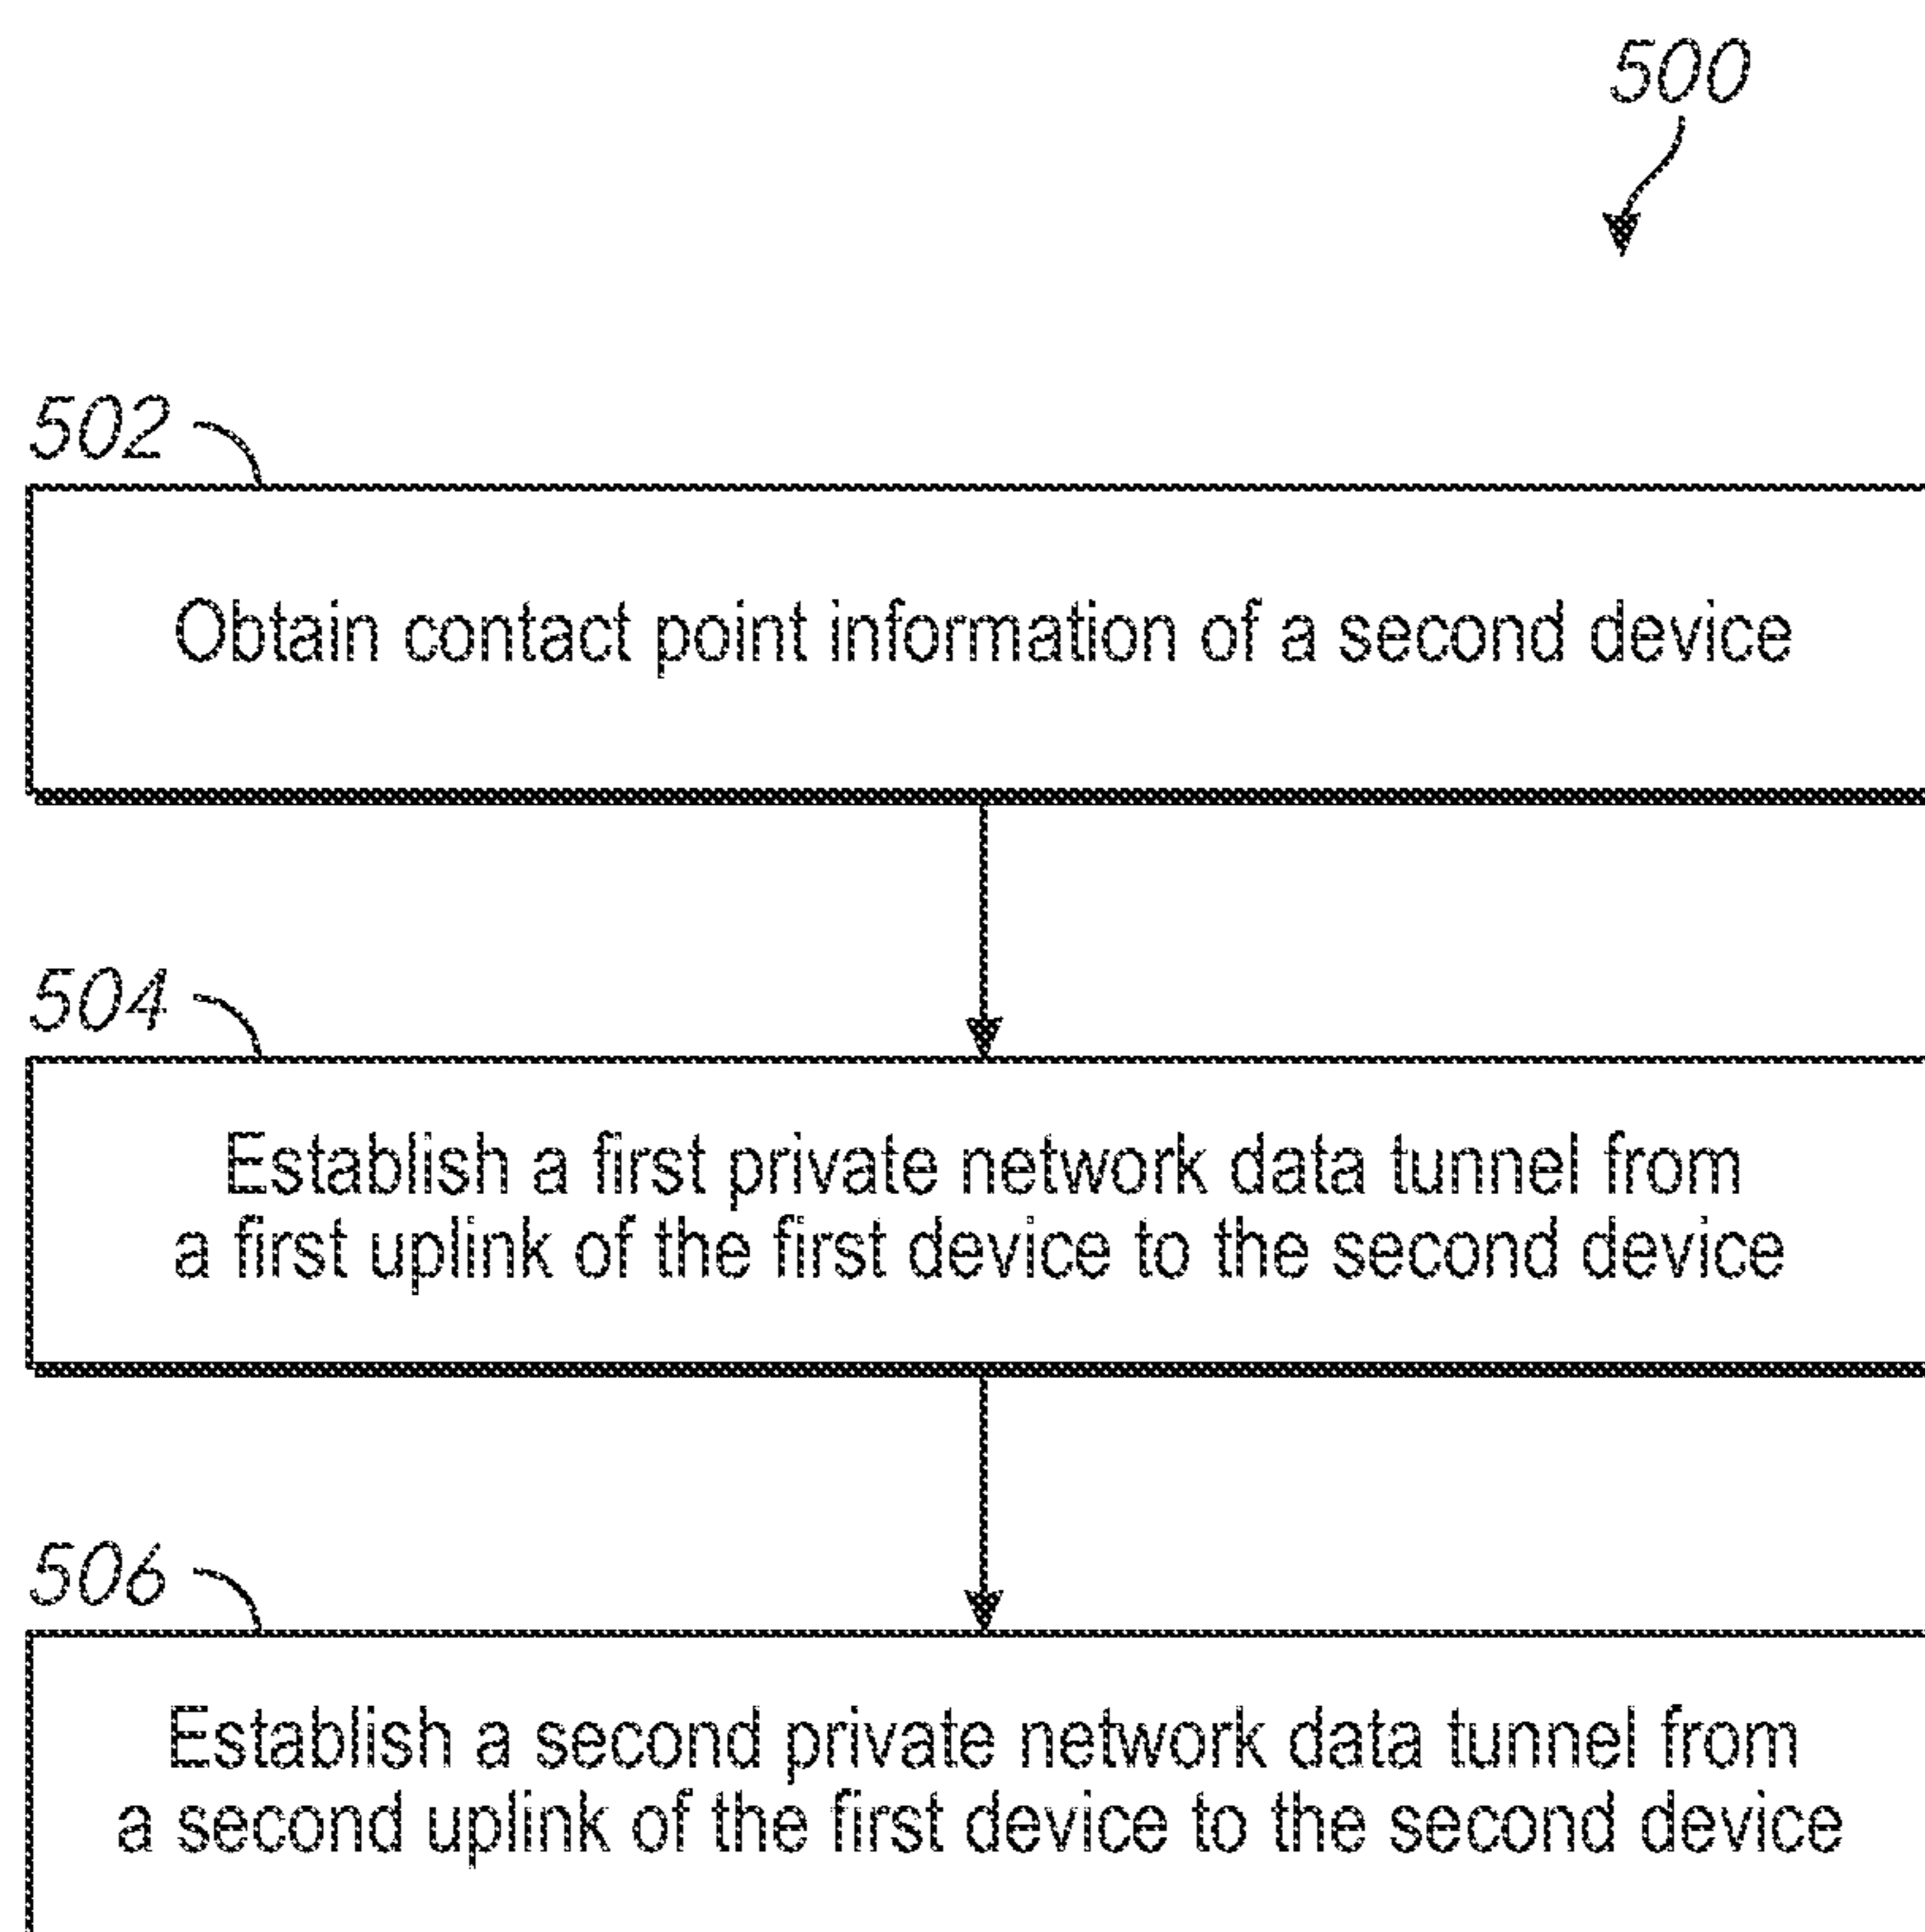 500
502
Obtain contact point information of a second device
504
Establish a first private network data tunnel from
a first uplink of the first device to the second device
506
Establish a second private network data tunnel from
a second uplink of the first device to the second device